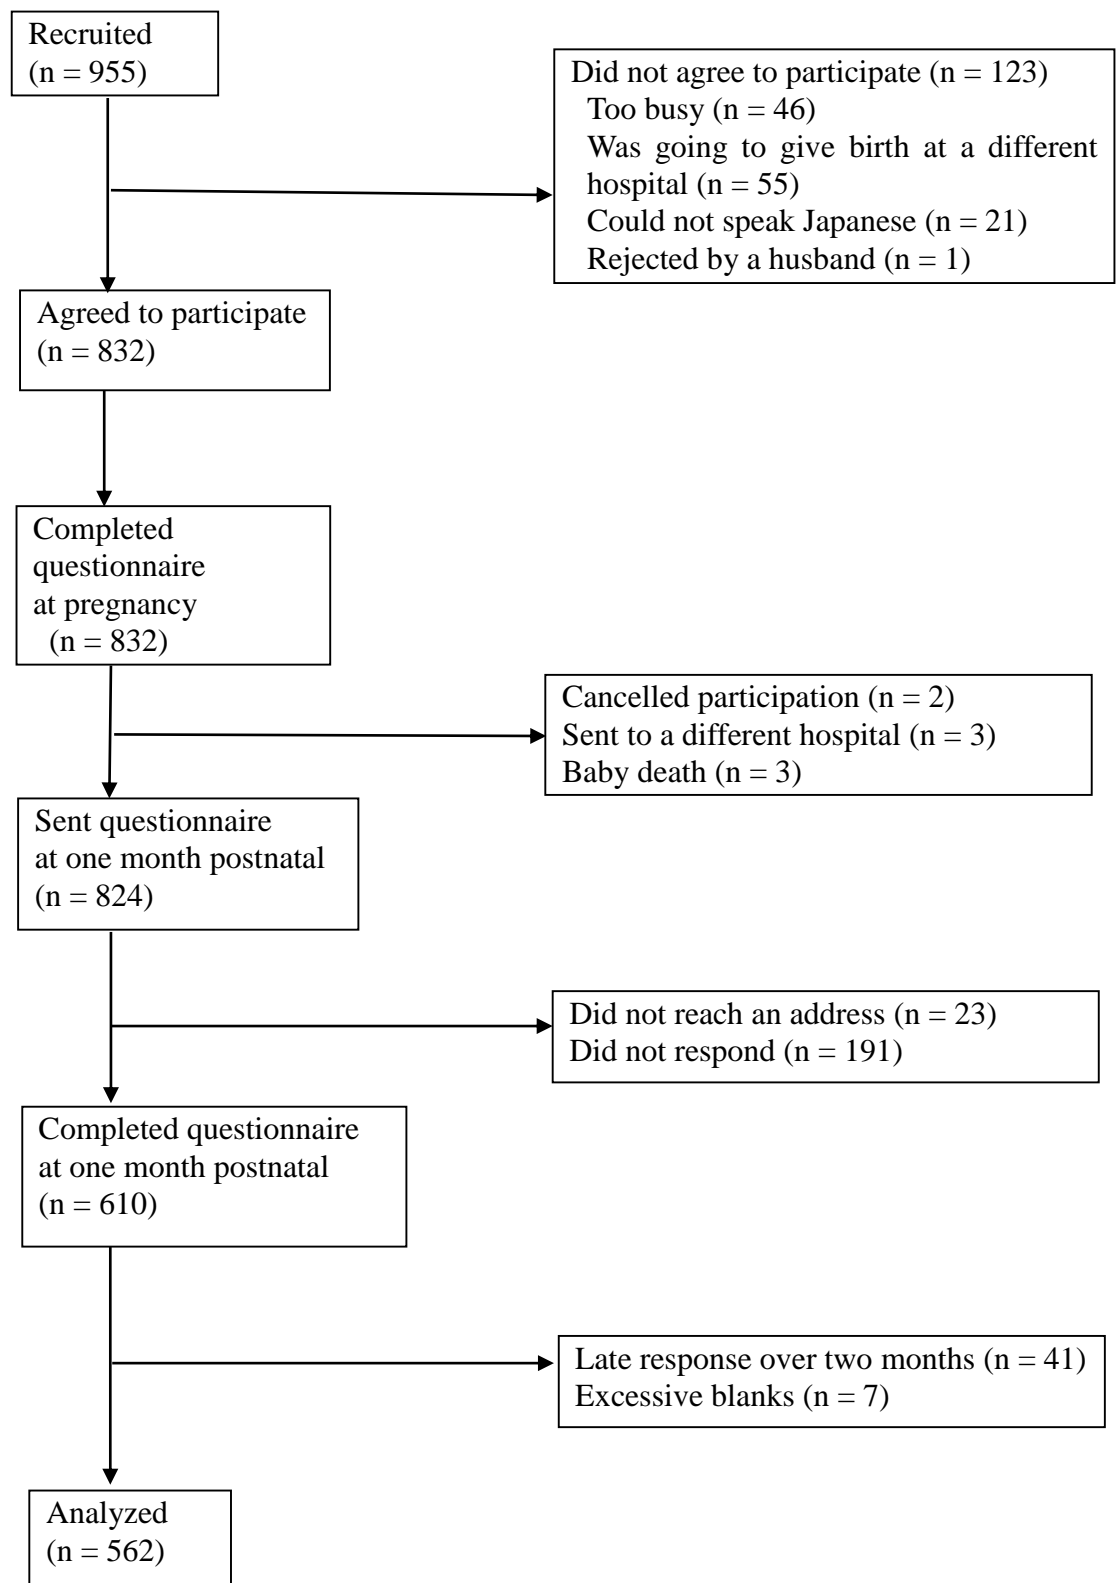 Recruited
(n = 955)
Did not agree to participate (n = 123)
Too busy (n = 46)
Was going to give birth at a different
hospital (n = 55)
Could not speak Japanese (n = 21)
Rejected by a husband (n = 1)
Agreed to participate
(n = 832)
Completed
questionnaire
at pregnancy
(n = 832)
Cancelled participation (n = 2)
Sent to a different hospital (n = 3)
Baby death (n = 3)
Sent questionnaire
at one month postnatal
(n = 824)
Did not reach an address (n = 23)
Did not respond (n = 191)
Completed questionnaire
at one month postnatal
(n = 610)
Late response over two months (n = 41)
Excessive blanks (n = 7)
Analyzed
(n = 562)